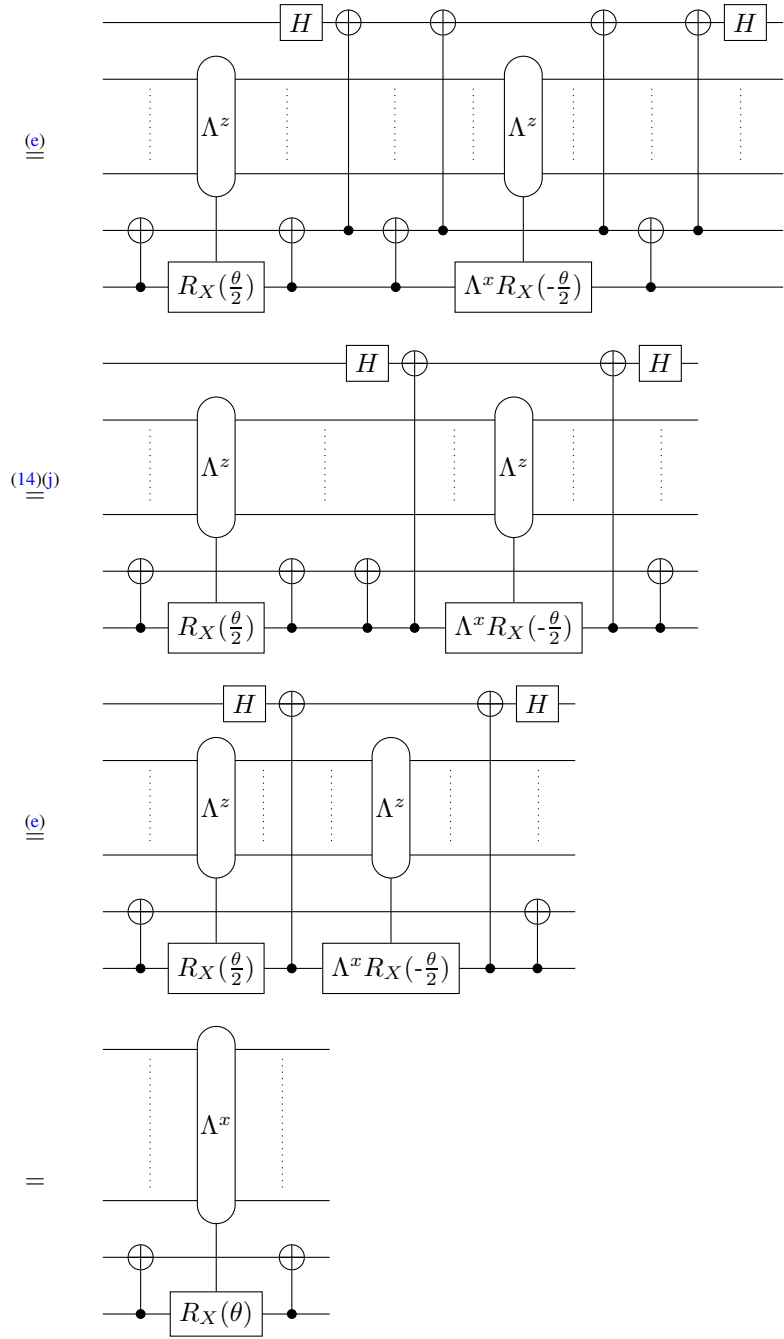 H H
Λ^z Λ^z
(e)
=
R_X(θ/2) Λ^x R_X(-θ/2)
H H
Λ^z Λ^z
(14)(j)
=
R_X(θ/2) Λ^x R_X(-θ/2)
H H
Λ^z Λ^z
(e)
=
R_X(θ/2) Λ^x R_X(-θ/2)
Λ^x
=
R_X(θ)